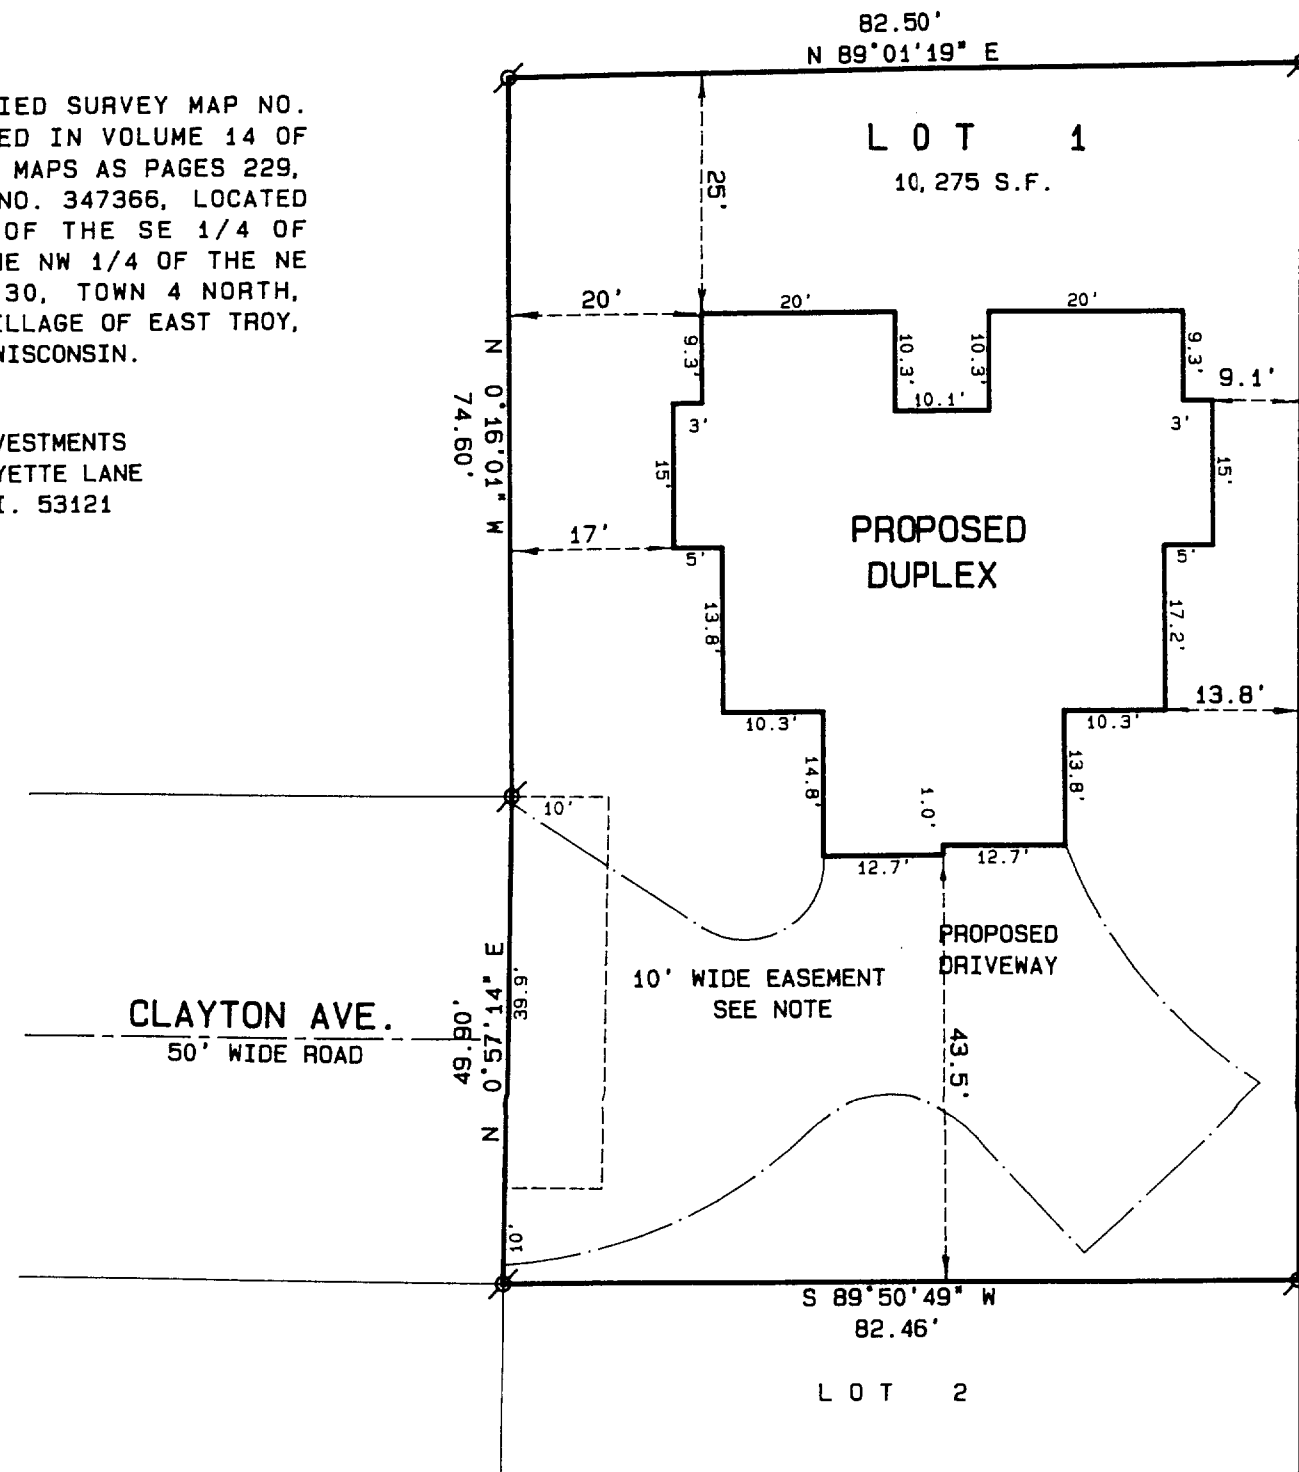 82.50'
N 89°01'19" E
IED SURVEY MAP NO.
ED IN VOLUME 14 OF
MAPS AS PAGES 229,
NO. 347366, LOCATED
OF THE SE 1/4 OF
HE NW 1/4 OF THE NE
30, TOWN 4 NORTH,
ILLAGE OF EAST TROY,
WISCONSIN.
VESTMENTS
YETTE LANE
I. 53121
LOT 1
10,275 S.F.
25'
20'
20'
20'
9.3'
10.3'
10.3'
9.3'
10.1'
9.1'
3'
3'
N 0°16'01" W
74.60'
15'
15'
17'
5'
5'
PROPOSED
DUPLEX
13.8'
17.2'
10.3'
10.3'
13.8'
14.8'
13.8'
1.0'
10'
12.7'
12.7'
PROPOSED
DRIVEWAY
10' WIDE EASEMENT
SEE NOTE
CLAYTON AVE.
50' WIDE ROAD
N 0°57'14" E
49.90'
39.9'
43.5'
10'
S 89°50'49" W
82.46'
LOT 2